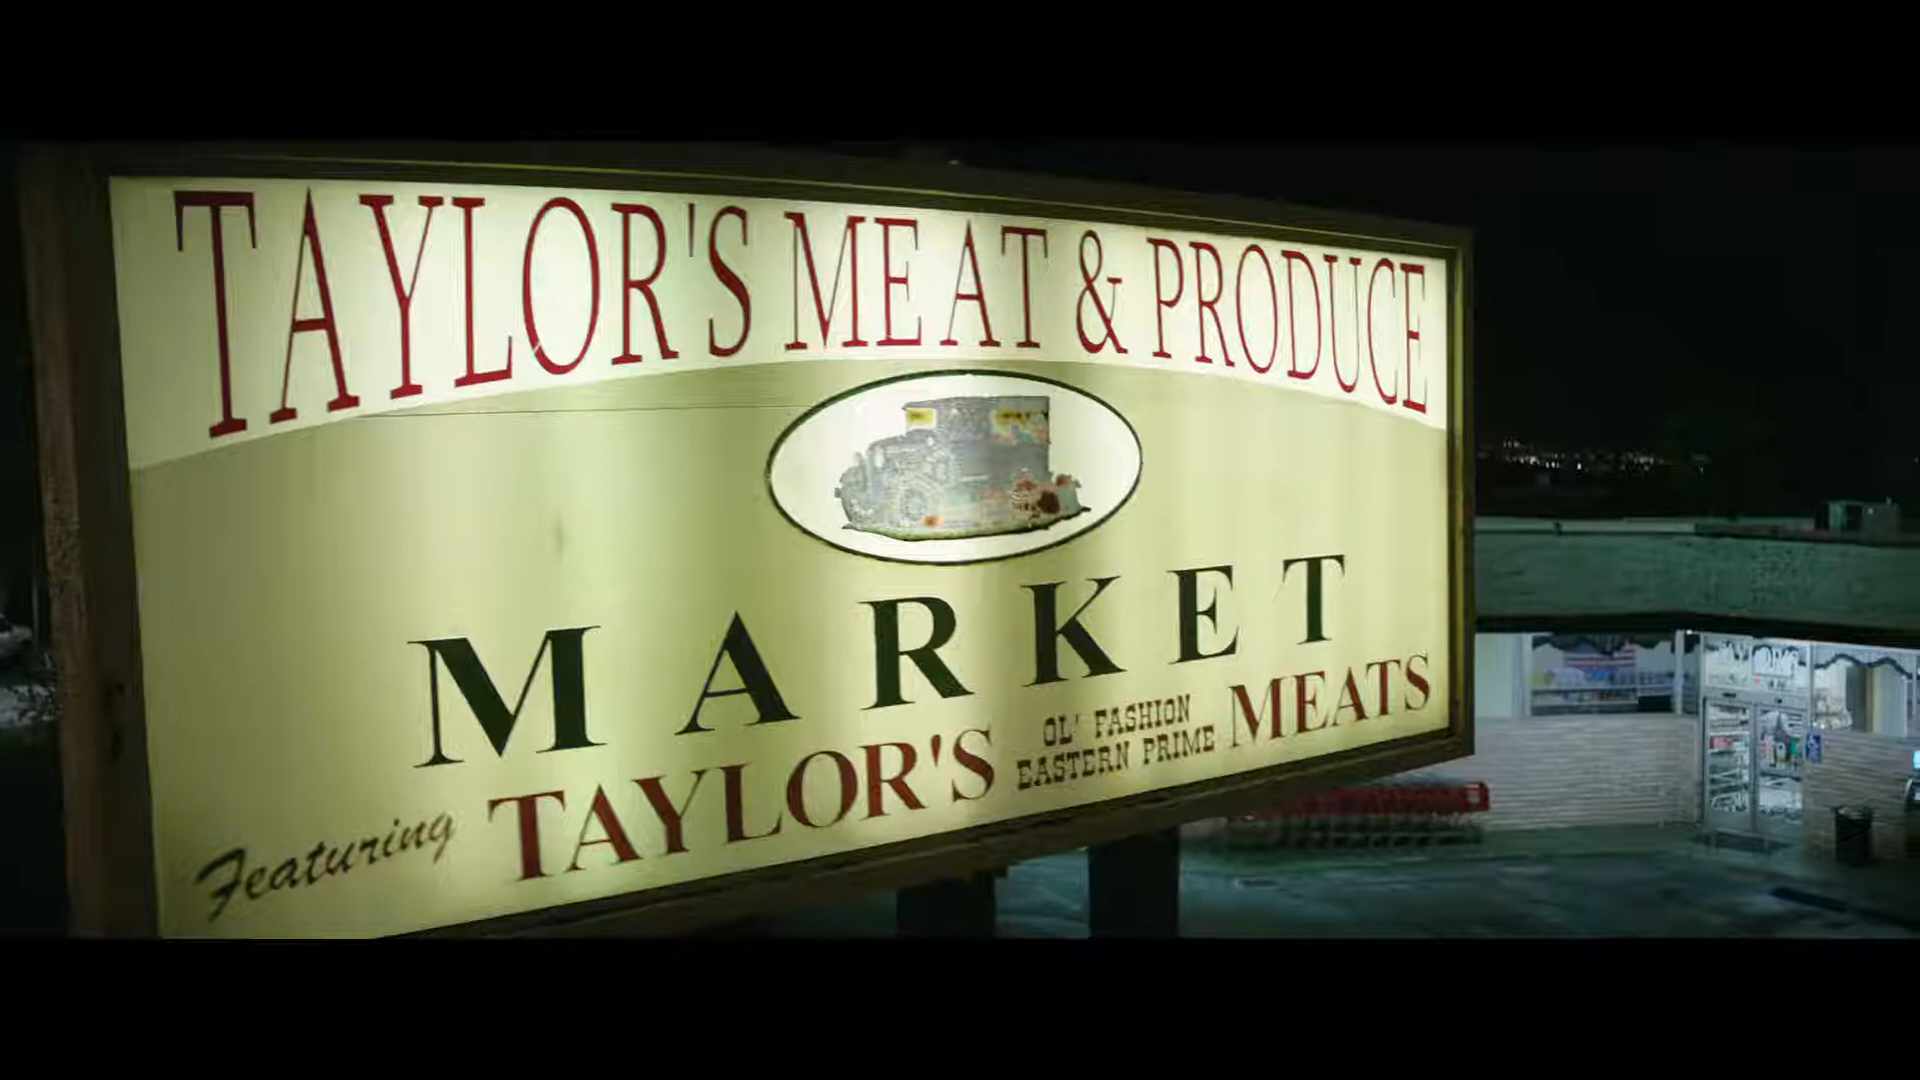 TAYLOR'S MEAT & PRODUCE
MARKET
Featuring TAYLOR'S OL' FASHION EASTERN PRIME MEATS